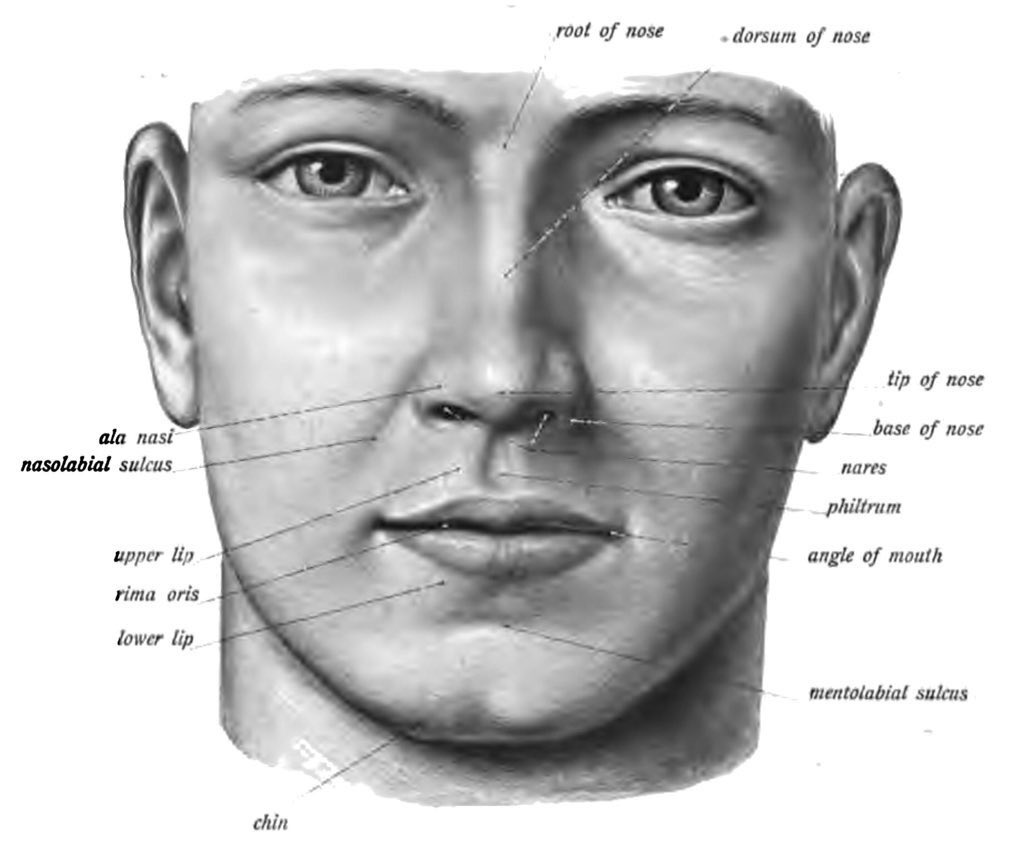 root of nose
dorsum of nose
tip of nose
ala nasi
base of nose
nasolabial sulcus
nares
philtrum
upper lip
angle of mouth
rima oris
lower lip
mentolabial sulcus
chin